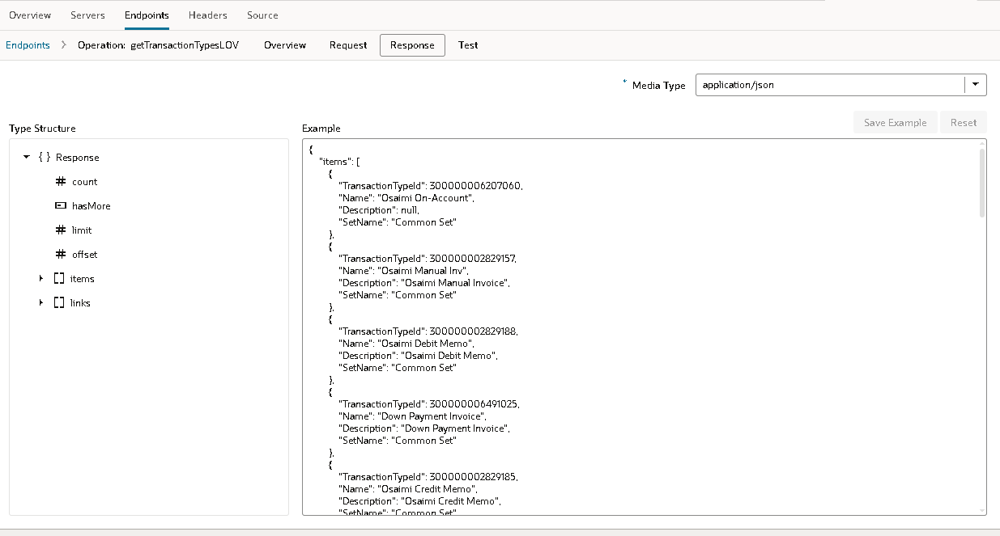 Overview Servers Endpoints Headers Source
Endpoints Operation: getTransactionTypesLOV Overview Request Response Test
* Media Type application/json
Save Example Reset
Type Structure
{ } Response
# count
hasMore
# limit
# offset
[ ] items
[ ] links
Example
{
"items": [
{
"TransactionTypeId": 300000006207060,
"Name": "Osaimi On-Account",
"Description": null,
"SetName": "Common Set"
},
{
"TransactionTypeId": 300000002829157,
"Name": "Osaimi Manual Inv",
"Description": "Osaimi Manual Invoice",
"SetName": "Common Set"
},
{
"TransactionTypeId": 300000002829188,
"Name": "Osaimi Debit Memo",
"Description": "Osaimi Debit Memo",
"SetName": "Common Set"
},
{
"TransactionTypeId": 300000006491025,
"Name": "Down Payment Invoice",
"Description": "Down Payment Invoice",
"SetName": "Common Set"
},
{
"TransactionTypeId": 300000002829185,
"Name": "Osaimi Credit Memo",
"Description": "Osaimi Credit Memo",
"SetName": "Common Set"